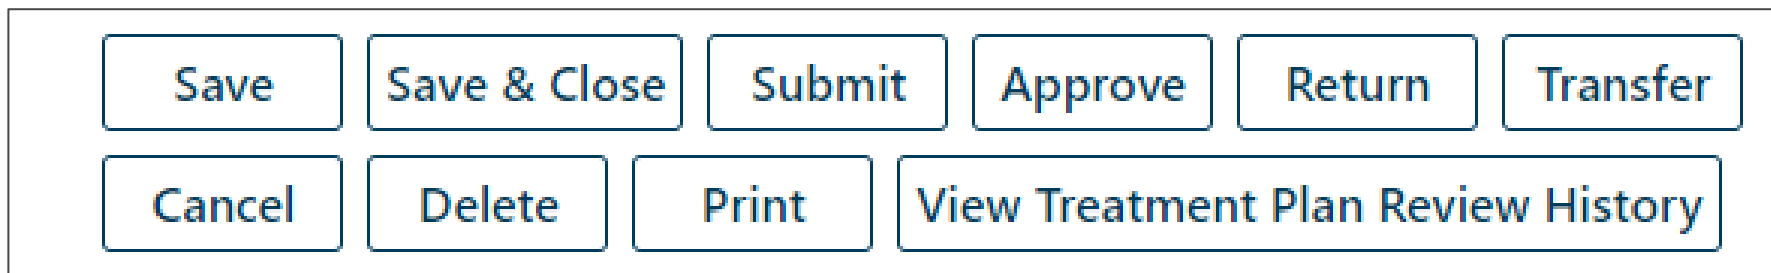 Save Save & Close Submit Approve Return Transfer
Cancel Delete Print View Treatment Plan Review History